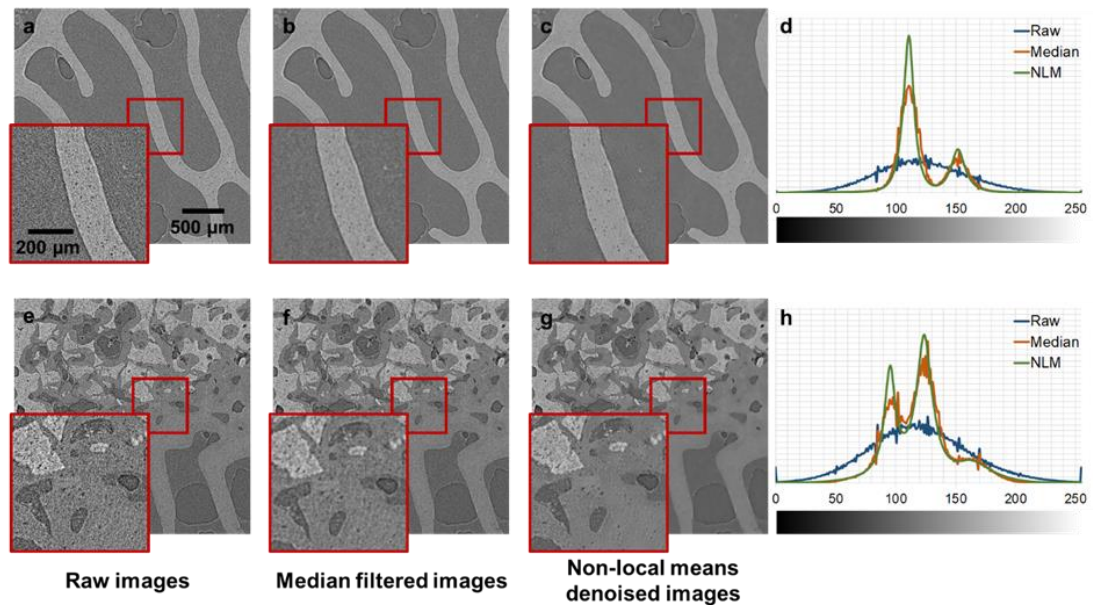 a
b
c
d
Raw
Median
NLM
200 µm
500 µm
0 50 100 150 200 250
e
f
g
h
Raw
Median
NLM
0 50 100 150 200 250
Raw images
Median filtered images
Non-local means
denoised images